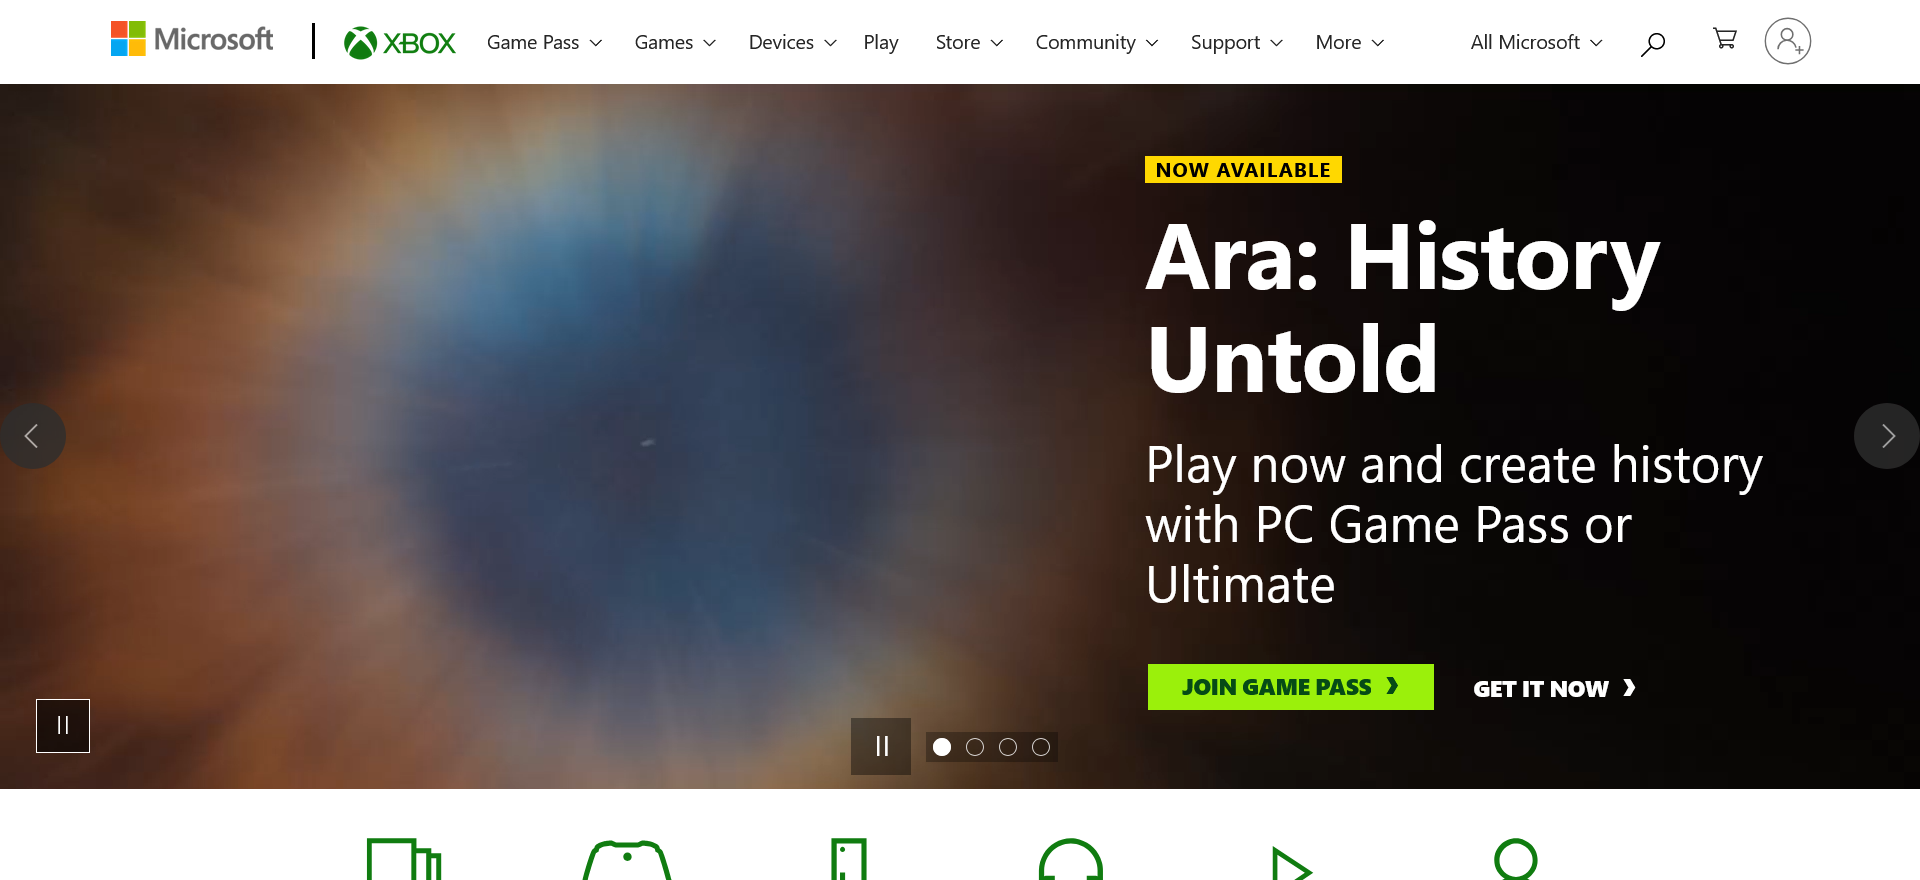 Microsoft
XBOX
Game Pass
Games
Devices
Play
Store
Community
Support
More
All Microsoft
NOW AVAILABLE
Ara: History
Untold
Play now and create history
with PC Game Pass or
Ultimate
JOIN GAME PASS
GET IT NOW